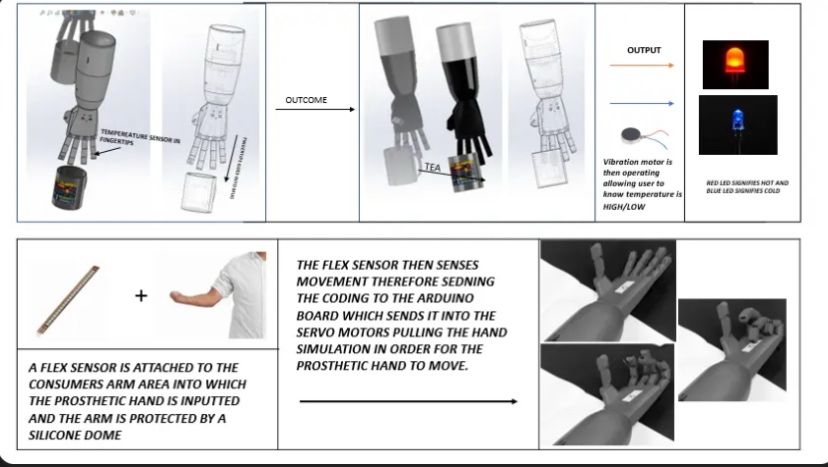 TEMPEREATURE SENSOR IN
FINGERTIPS
OUTCOME
TEA
OUTPUT
Vibration motor is
then operating
allowing user to
know temperature is
HIGH/LOW
RED LED SIGNIFIES HOT AND
BLUE LED SIGNIFIES COLD
+
A FLEX SENSOR IS ATTACHED TO THE
CONSUMERS ARM AREA INTO WHICH
THE PROSTHETIC HAND IS INPUTTED
AND THE ARM IS PROTECTED BY A
SILICONE DOME
THE FLEX SENSOR THEN SENSES
MOVEMENT THEREFORE SEDNING
THE CODING TO THE ARDUINO
BOARD WHICH SENDS IT INTO THE
SERVO MOTORS PULLING THE HAND
SIMULATION IN ORDER FOR THE
PROSTHETIC HAND TO MOVE.